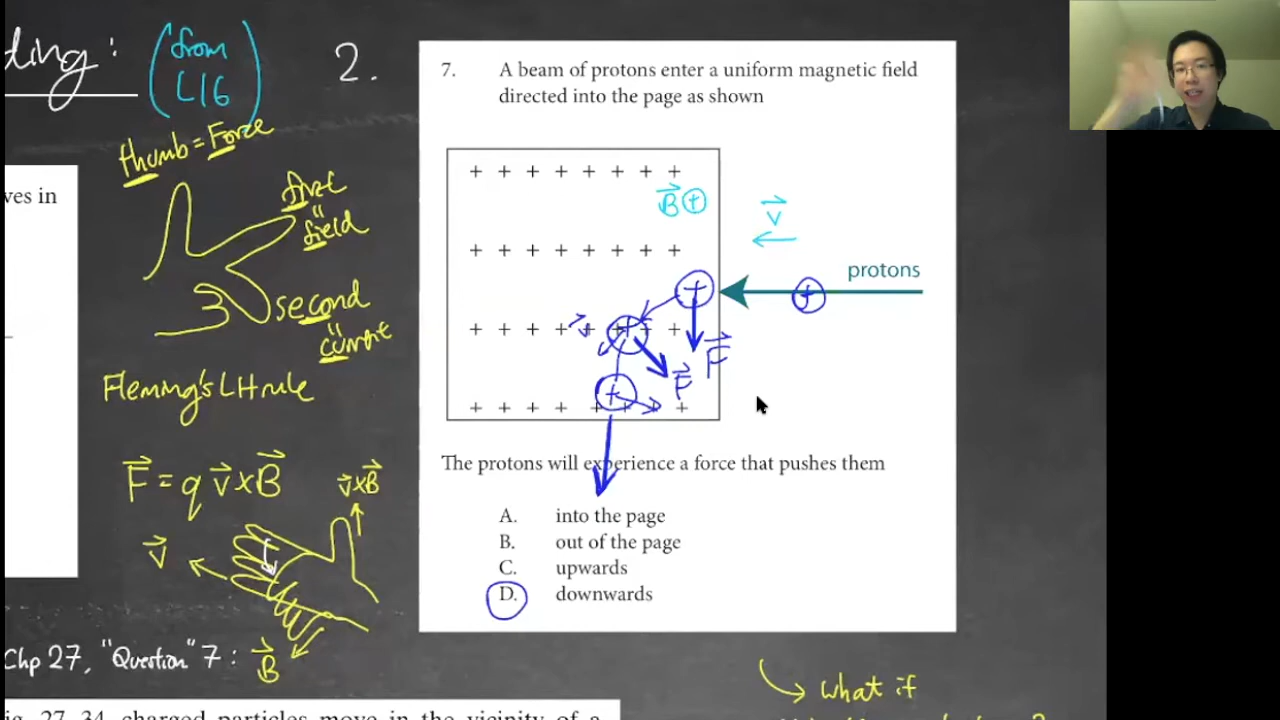 ding:
(from
L16)
2.
thumb = Force
first
"
field
second
"
current
Fleming's LH rule
F = q v x B
v x B
v
B
Chp 27, "Question" 7:
ves in
7. A beam of protons enter a uniform magnetic field
directed into the page as shown
+ + + + + + + +
B ⊕
v
+ + + + + + + +
protons
+
+
+ + + + + + + +
v
F
F
+
+ + + + + + + +
The protons will experience a force that pushes them
A. into the page
B. out of the page
C. upwards
D. downwards
what if
ig. 27-34, charged particles move in the vicinity of a